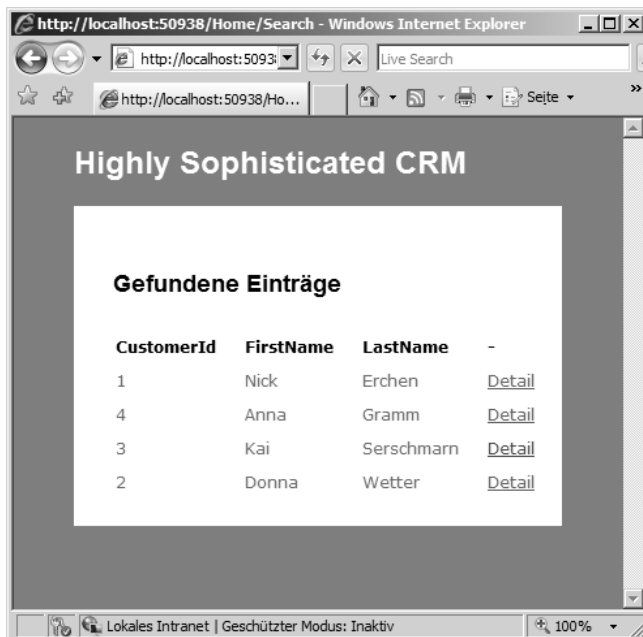 http://localhost:50938/Home/Search - Windows Internet Explorer
http://localhost:5093
Live Search
http://localhost:50938/Ho...
Seite
»
Highly Sophisticated CRM
Gefundene Einträge
CustomerId FirstName LastName -
1 Nick Erchen Detail
4 Anna Gramm Detail
3 Kai Serschmarn Detail
2 Donna Wetter Detail
Lokales Intranet | Geschützter Modus: Inaktiv 100%